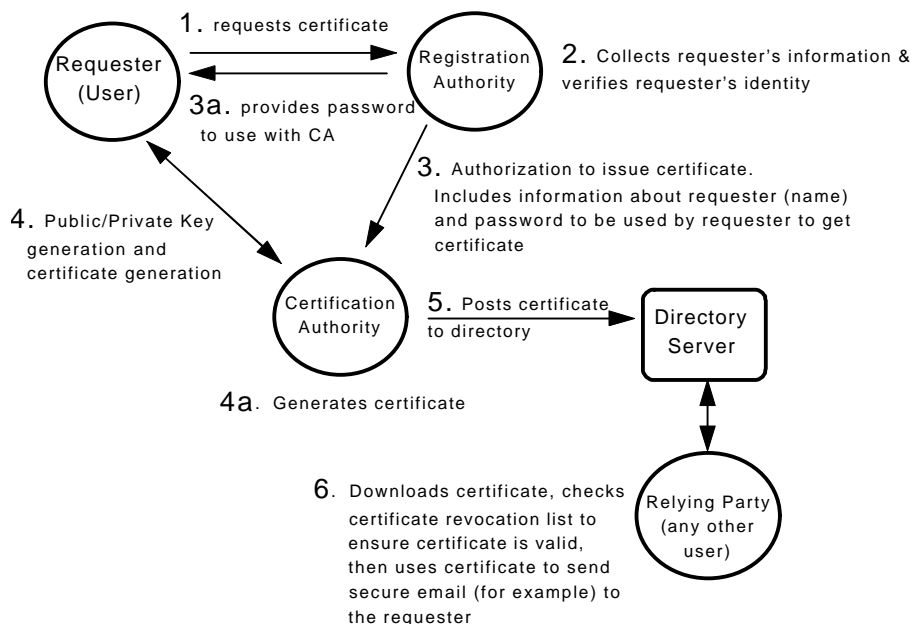 1. requests certificate
Requester
(User)
Registration
Authority
2. Collects requester's information &
verifies requester's identity
3a. provides password
to use with CA
3. Authorization to issue certificate.
Includes information about requester (name)
and password to be used by requester to get
certificate
4. Public/Private Key
generation and
certificate generation
Certification
Authority
4a. Generates certificate
5. Posts certificate
to directory
Directory
Server
6. Downloads certificate, checks
certificate revocation list to
ensure certificate is valid,
then uses certificate to send
secure email (for example) to
the requester
Relying Party
(any other
user)